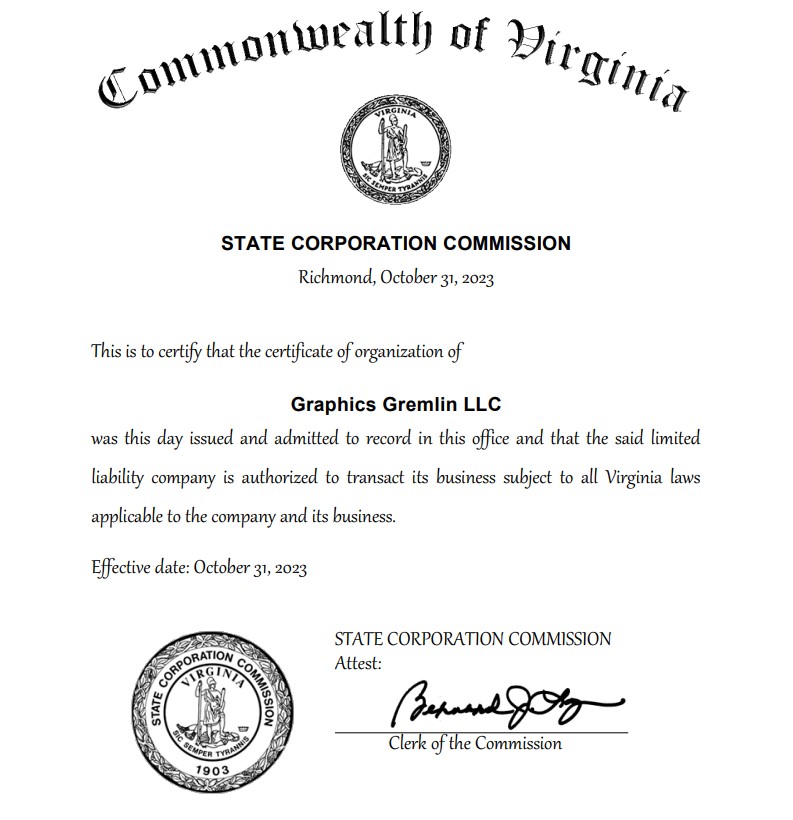 Commonwealth of Virginia
VIRGINIA
SIC SEMPER TYRANNIS
STATE CORPORATION COMMISSION
Richmond, October 31, 2023
This is to certify that the certificate of organization of
Graphics Gremlin LLC
was this day issued and admitted to record in this office and that the said limited
liability company is authorized to transact its business subject to all Virginia laws
applicable to the company and its business.
Effective date: October 31, 2023
STATE CORPORATION COMMISSION
VIRGINIA
SIC SEMPER TYRANNIS
1903
STATE CORPORATION COMMISSION
Attest:
Bernard J.
Clerk of the Commission